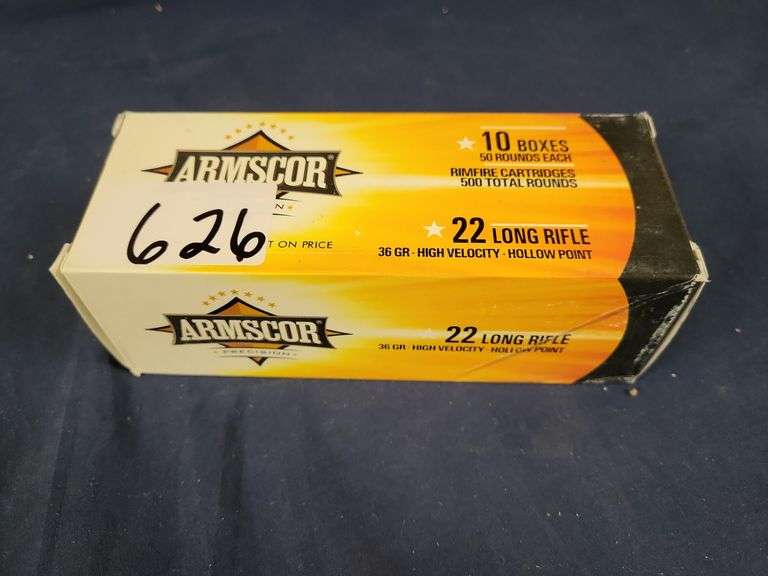 ARMSCOR
626
T ON PRICE
10 BOXES
50 ROUNDS EACH
RIMFIRE CARTRIDGES
500 TOTAL ROUNDS
22 LONG RIFLE
36 GR - HIGH VELOCITY - HOLLOW POINT
ARMSCOR
PRECISION
22 LONG RIFLE
36 GR - HIGH VELOCITY - HOLLOW POINT